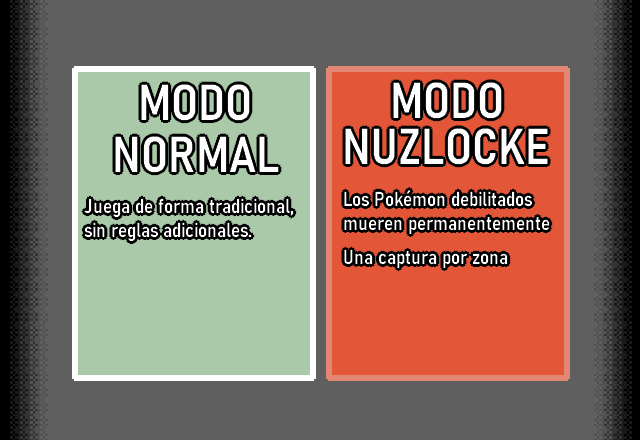 MODO
NORMAL
Juega de forma tradicional,
sin reglas adicionales.
MODO
NUZLOCKE
Los Pokémon debilitados
mueren permanentemente
Una captura por zona